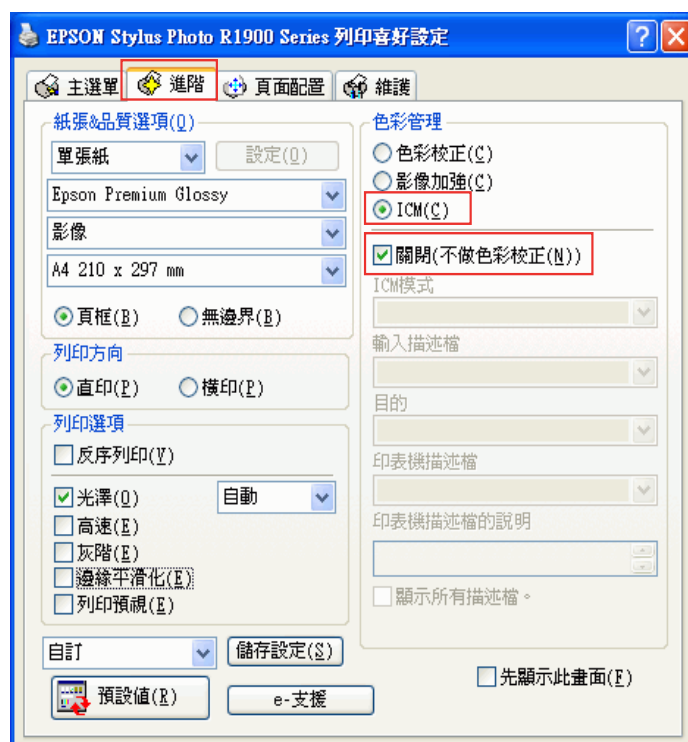 EPSON Stylus Photo R1900 Series 列印喜好設定
主選單 進階 頁面配置 維護
紙張&品質選項(Q)
單張紙 設定(O)
Epson Premium Glossy
影像
A4 210 x 297 mm
頁框(B) 無邊界(B)
列印方向
直印(P) 橫印(P)
列印選項
反序列印(V)
光澤(O) 自動
高速(E)
灰階(E)
邊緣平滑化(E)
列印預視(E)
自訂 儲存設定(S)
預設值(R) e-支援
色彩管理
色彩校正(C)
影像加強(C)
ICM(C)
關閉(不做色彩校正(N))
ICM模式
輸入描述檔
目的
印表機描述檔
印表機描述檔的說明
顯示所有描述檔。
先顯示此畫面(F)